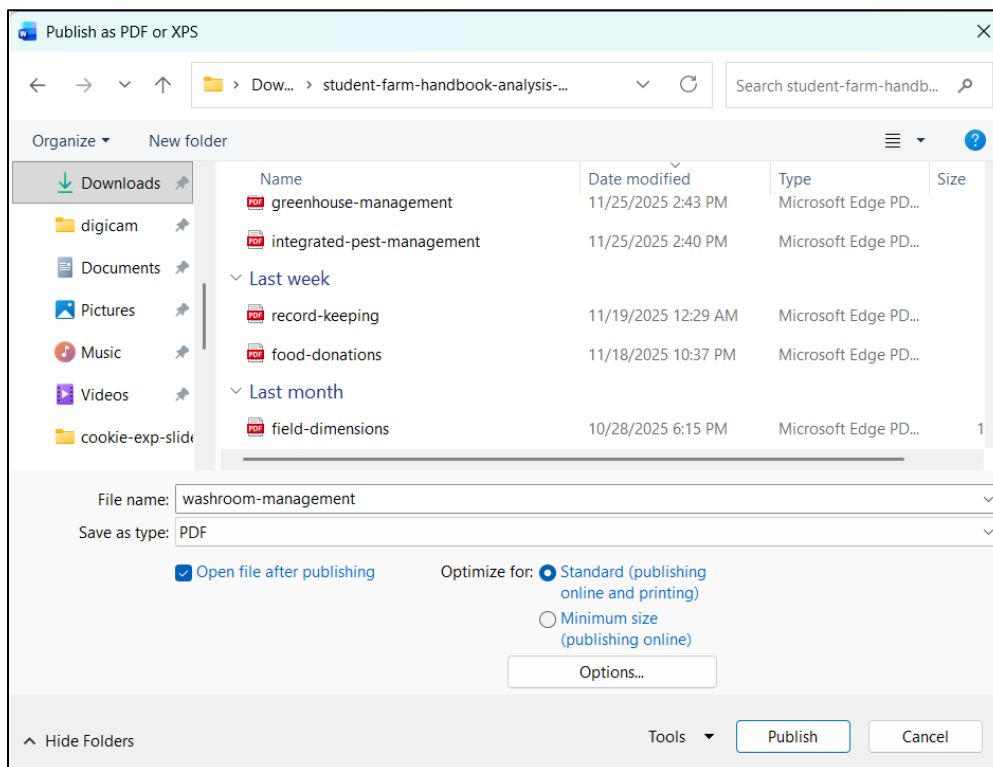 Publish as PDF or XPS
Dow... > student-farm-handbook-analysis-...
Search student-farm-handb...
Organize
New folder
Downloads
digicam
Documents
Pictures
Music
Videos
cookie-exp-slide
Name Date modified Type Size
greenhouse-management 11/25/2025 2:43 PM Microsoft Edge PD...
integrated-pest-management 11/25/2025 2:40 PM Microsoft Edge PD...
Last week
record-keeping 11/19/2025 12:29 AM Microsoft Edge PD...
food-donations 11/18/2025 10:37 PM Microsoft Edge PD...
Last month
field-dimensions 10/28/2025 6:15 PM Microsoft Edge PD... 1
File name: washroom-management
Save as type: PDF
Open file after publishing
Optimize for: Standard (publishing
online and printing)
Minimum size
(publishing online)
Options...
Hide Folders
Tools
Publish
Cancel